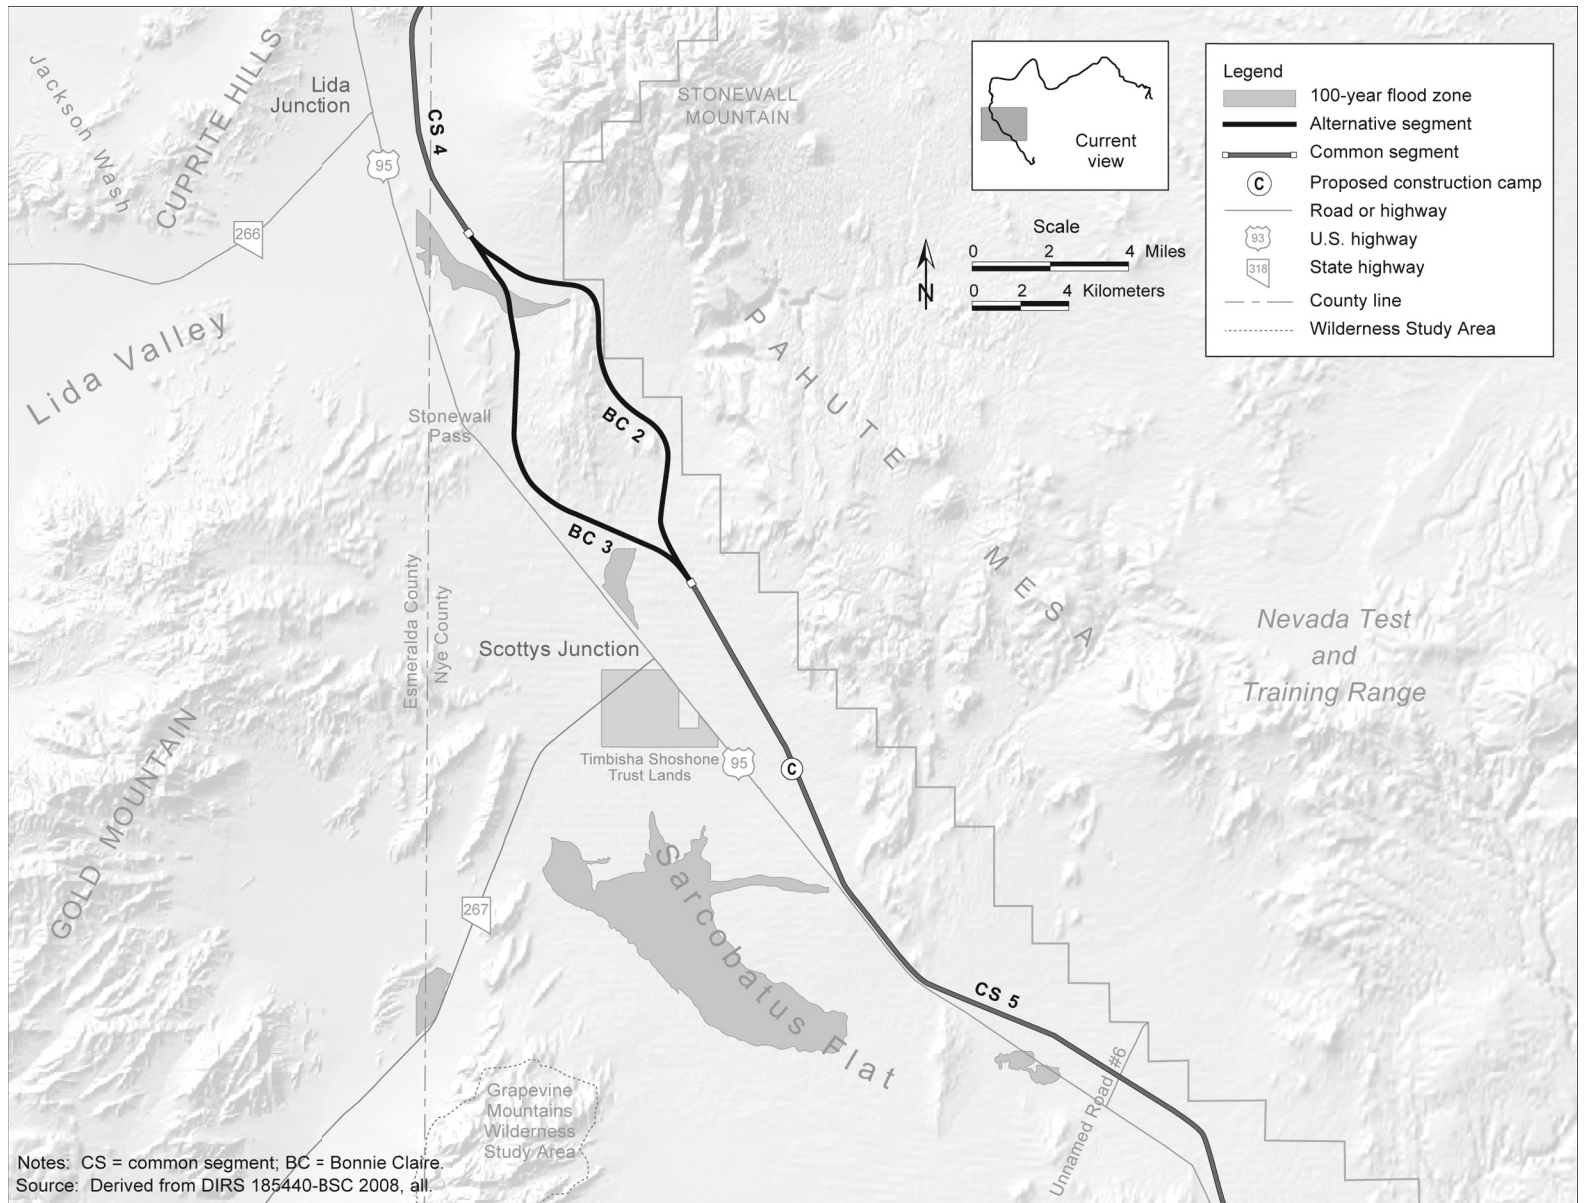 Jackson Wash
CUPRITE HILLS
Lida
Junction
95
266
CS 4
STONEWALL
MOUNTAIN
Current
view
Legend
100-year flood zone
Alternative segment
Common segment
C
Proposed construction camp
Road or highway
93
U.S. highway
318
State highway
County line
Wilderness Study Area
Scale
0 2 4 Miles
0 2 4 Kilometers
N
Lida Valley
Stonewall
Pass
BC 2
BC 3
PAHUTE MESA
Nevada Test
and
Training Range
Esmeralda County
Nye County
Scottys Junction
Timbisha Shoshone
Trust Lands
95
C
GOLD MOUNTAIN
267
Sarcobatus Flat
CS 5
Unnamed Road #6
Grapevine
Mountains
Wilderness
Study Area
Notes: CS = common segment; BC = Bonnie Claire.
Source: Derived from DIRS 185440-BSC 2008, all.